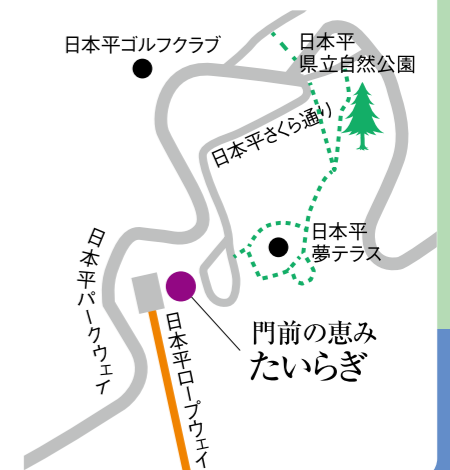 日本平ゴルフクラブ
日本平
県立自然公園
日本平さくら通り
日本平
夢テラス
日本平パークウェイ
日本平ロープウェイ
門前の恵み
たいらぎ